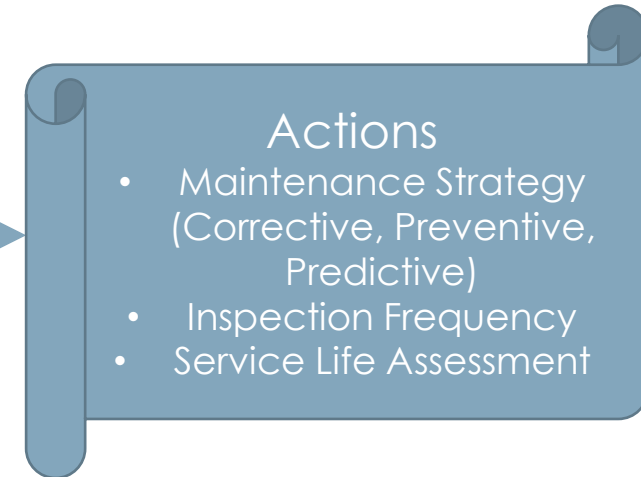 Actions
• Maintenance Strategy
(Corrective, Preventive,
Predictive)
• Inspection Frequency
• Service Life Assessment